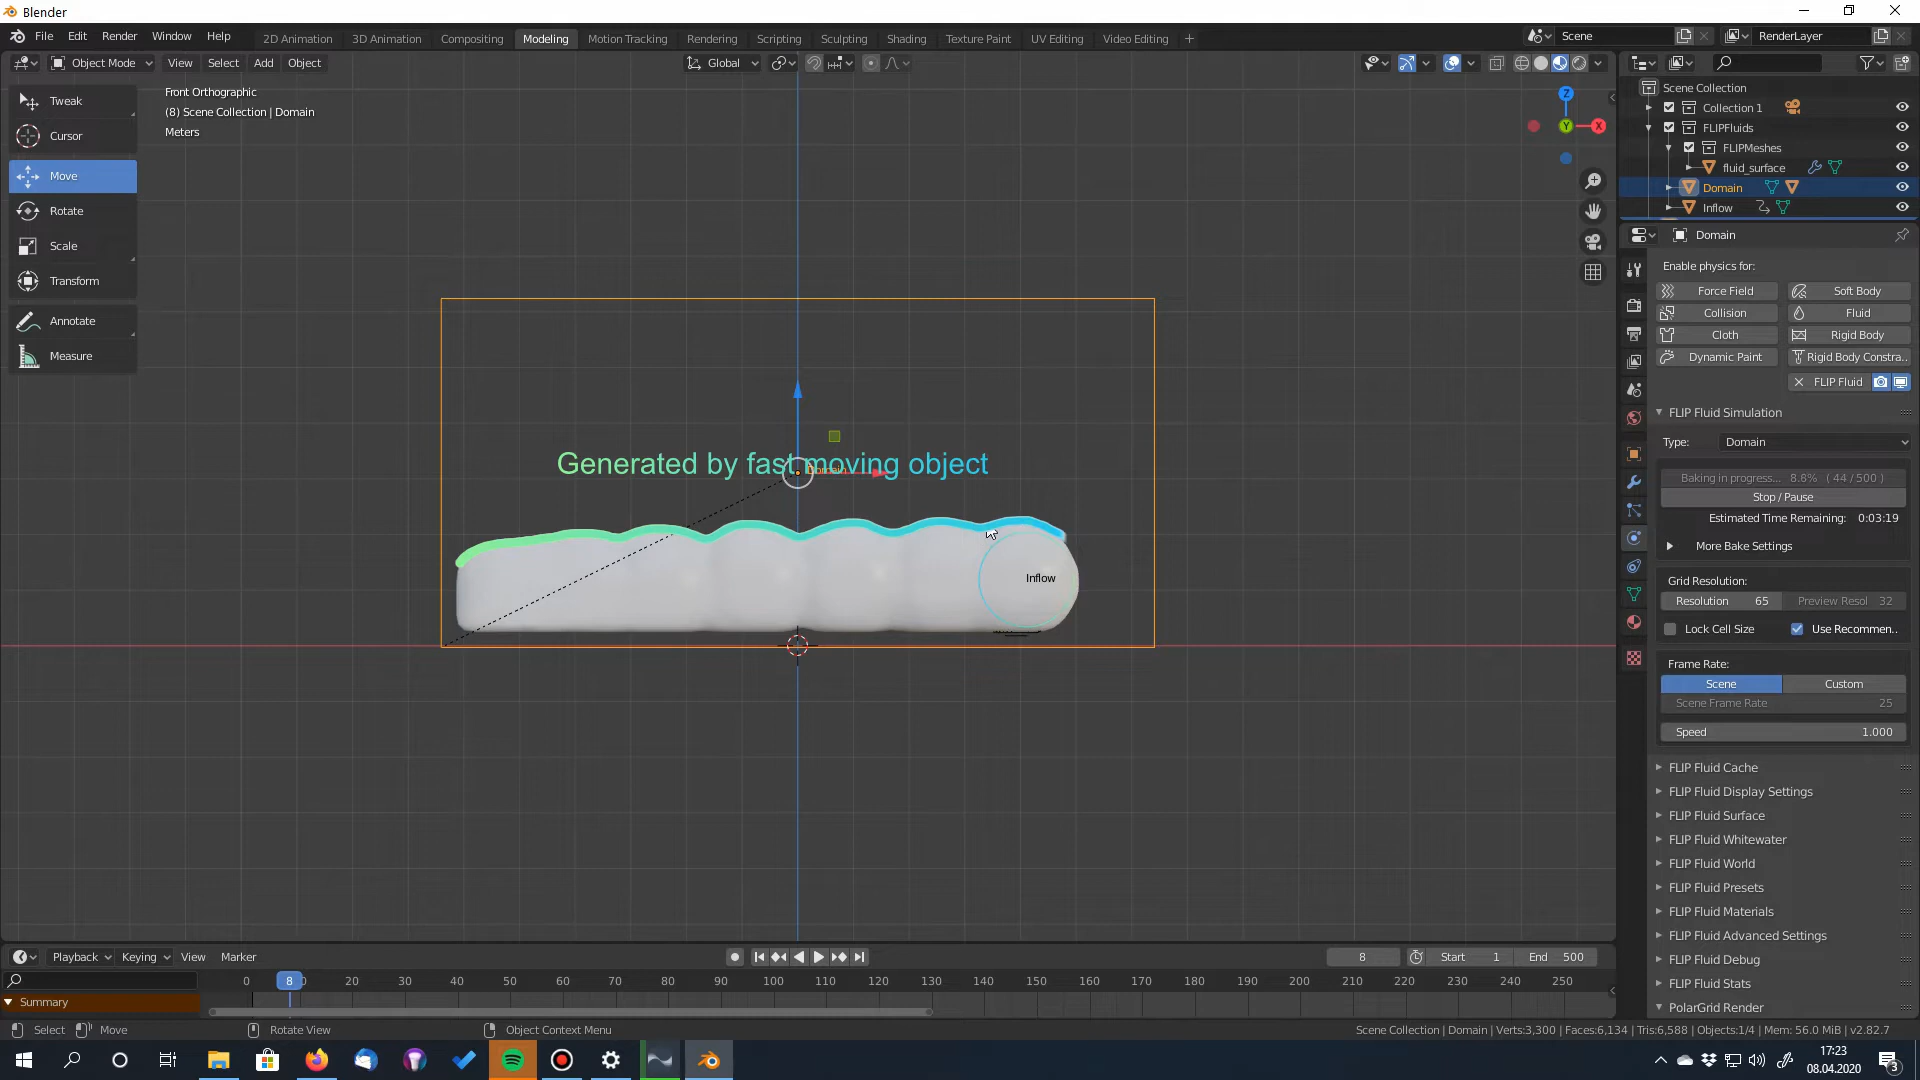 Blender
File Edit Render Window Help
2D Animation 3D Animation Compositing Modeling Motion Tracking Rendering Scripting Sculpting Shading Texture Paint UV Editing Video Editing +
Scene
RenderLayer
Object Mode View Select Add Object
Global
Tweak
Cursor
Move
Rotate
Scale
Transform
Annotate
Measure
Front Orthographic
(8) Scene Collection | Domain
Meters
Z
Y
X
Generated by fast moving object
Domain
Inflow
Scene Collection
Collection 1
FLIPFluids
FLIPMeshes
fluid_surface
Domain
Inflow
Domain
Enable physics for:
Force Field Soft Body
Collision Fluid
Cloth Rigid Body
Dynamic Paint Rigid Body Constra..
FLIP Fluid
FLIP Fluid Simulation
Type: Domain
Baking in progress... 8.8% ( 44 / 500 )
Stop / Pause
Estimated Time Remaining: 0:03:19
More Bake Settings
Grid Resolution:
Resolution 65 Preview Resol 32
Lock Cell Size Use Recommen..
Frame Rate:
Scene Custom
Scene Frame Rate 25
Speed 1.000
FLIP Fluid Cache
FLIP Fluid Display Settings
FLIP Fluid Surface
FLIP Fluid Whitewater
FLIP Fluid World
FLIP Fluid Presets
FLIP Fluid Materials
FLIP Fluid Advanced Settings
FLIP Fluid Debug
FLIP Fluid Stats
PolarGrid Render
Playback Keying View Marker
8 Start 1 End 500
0 8 20 30 40 50 60 70 80 90 100 110 120 130 140 150 160 170 180 190 200 210 220 230 240 250
Summary
Select Move Rotate View Object Context Menu
Scene Collection | Domain | Verts:3,300 | Faces:6,134 | Tris:6,588 | Objects:1/4 | Mem: 56.0 MiB | v2.82.7
17:23
08.04.2020
3